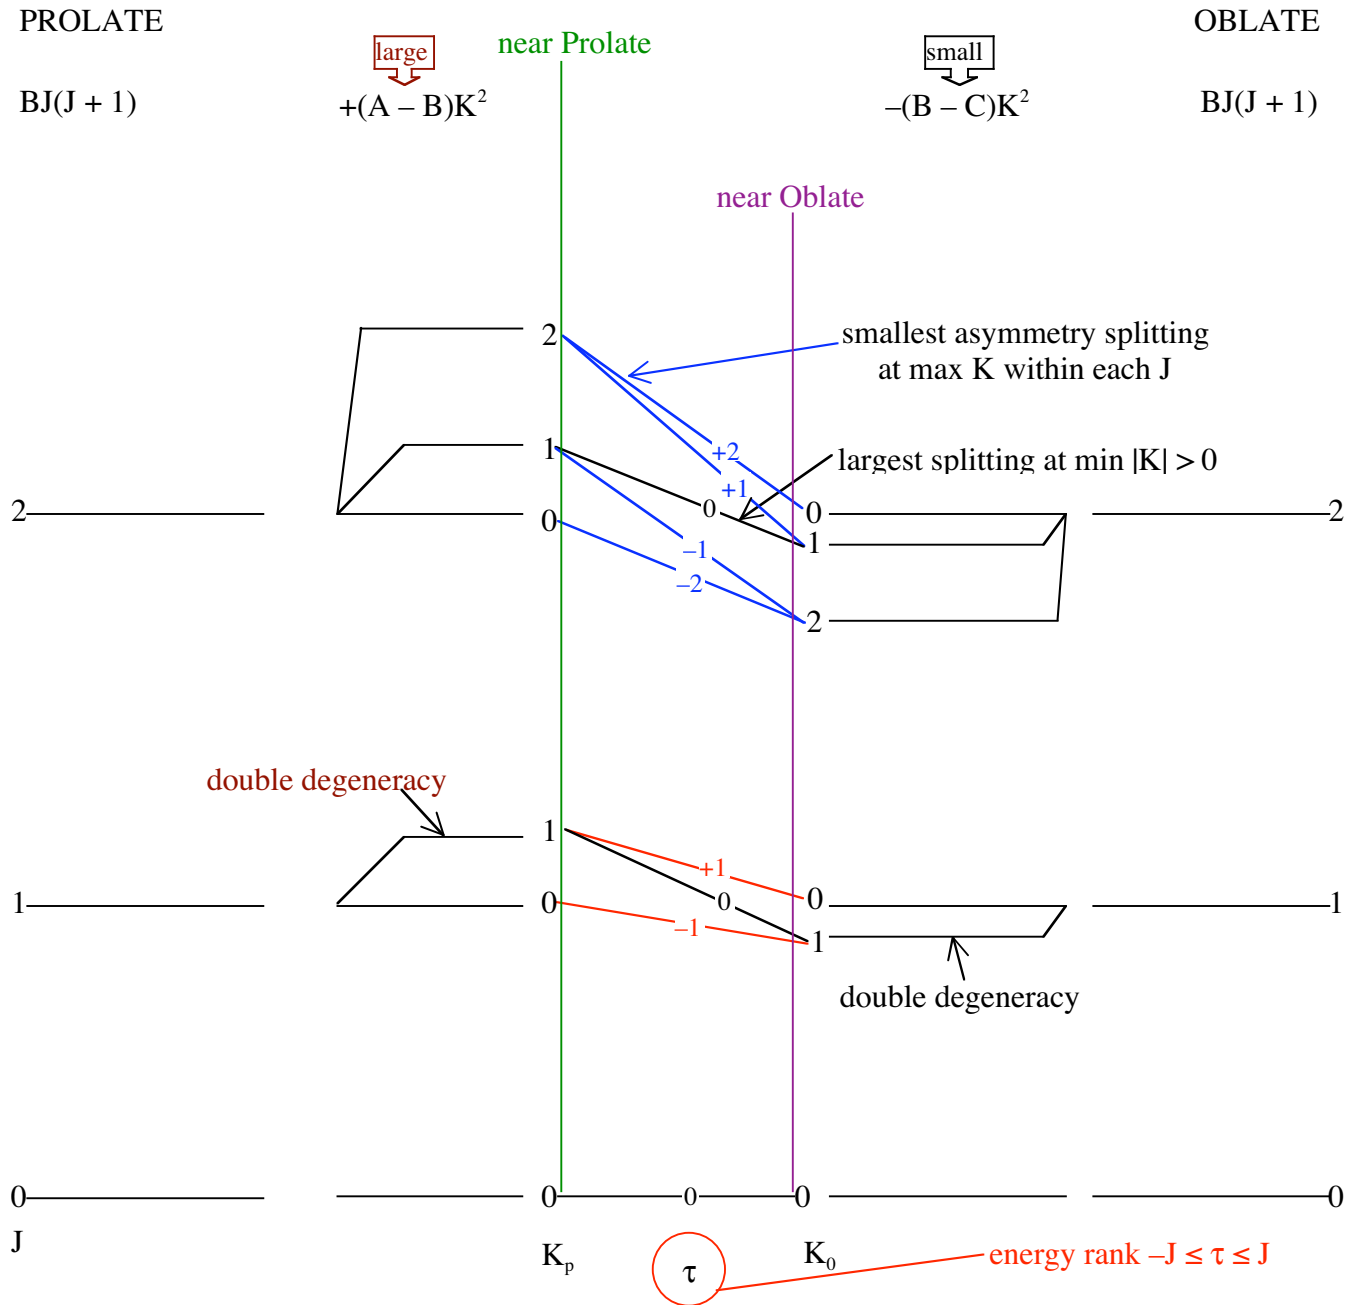 PROLATE
OBLATE
large
near Prolate
small
BJ(J + 1)
+(A – B)K²
–(B – C)K²
BJ(J + 1)
near Oblate
2
smallest asymmetry splitting
at max K within each J
1
+2
largest splitting at min |K| > 0
+1
2
0
0
0
2
1
–1
–2
2
double degeneracy
1
+1
1
0
0
0
1
–1
1
double degeneracy
0
0
0
0
0
J
Kp
τ
K0
energy rank –J ≤ τ ≤ J